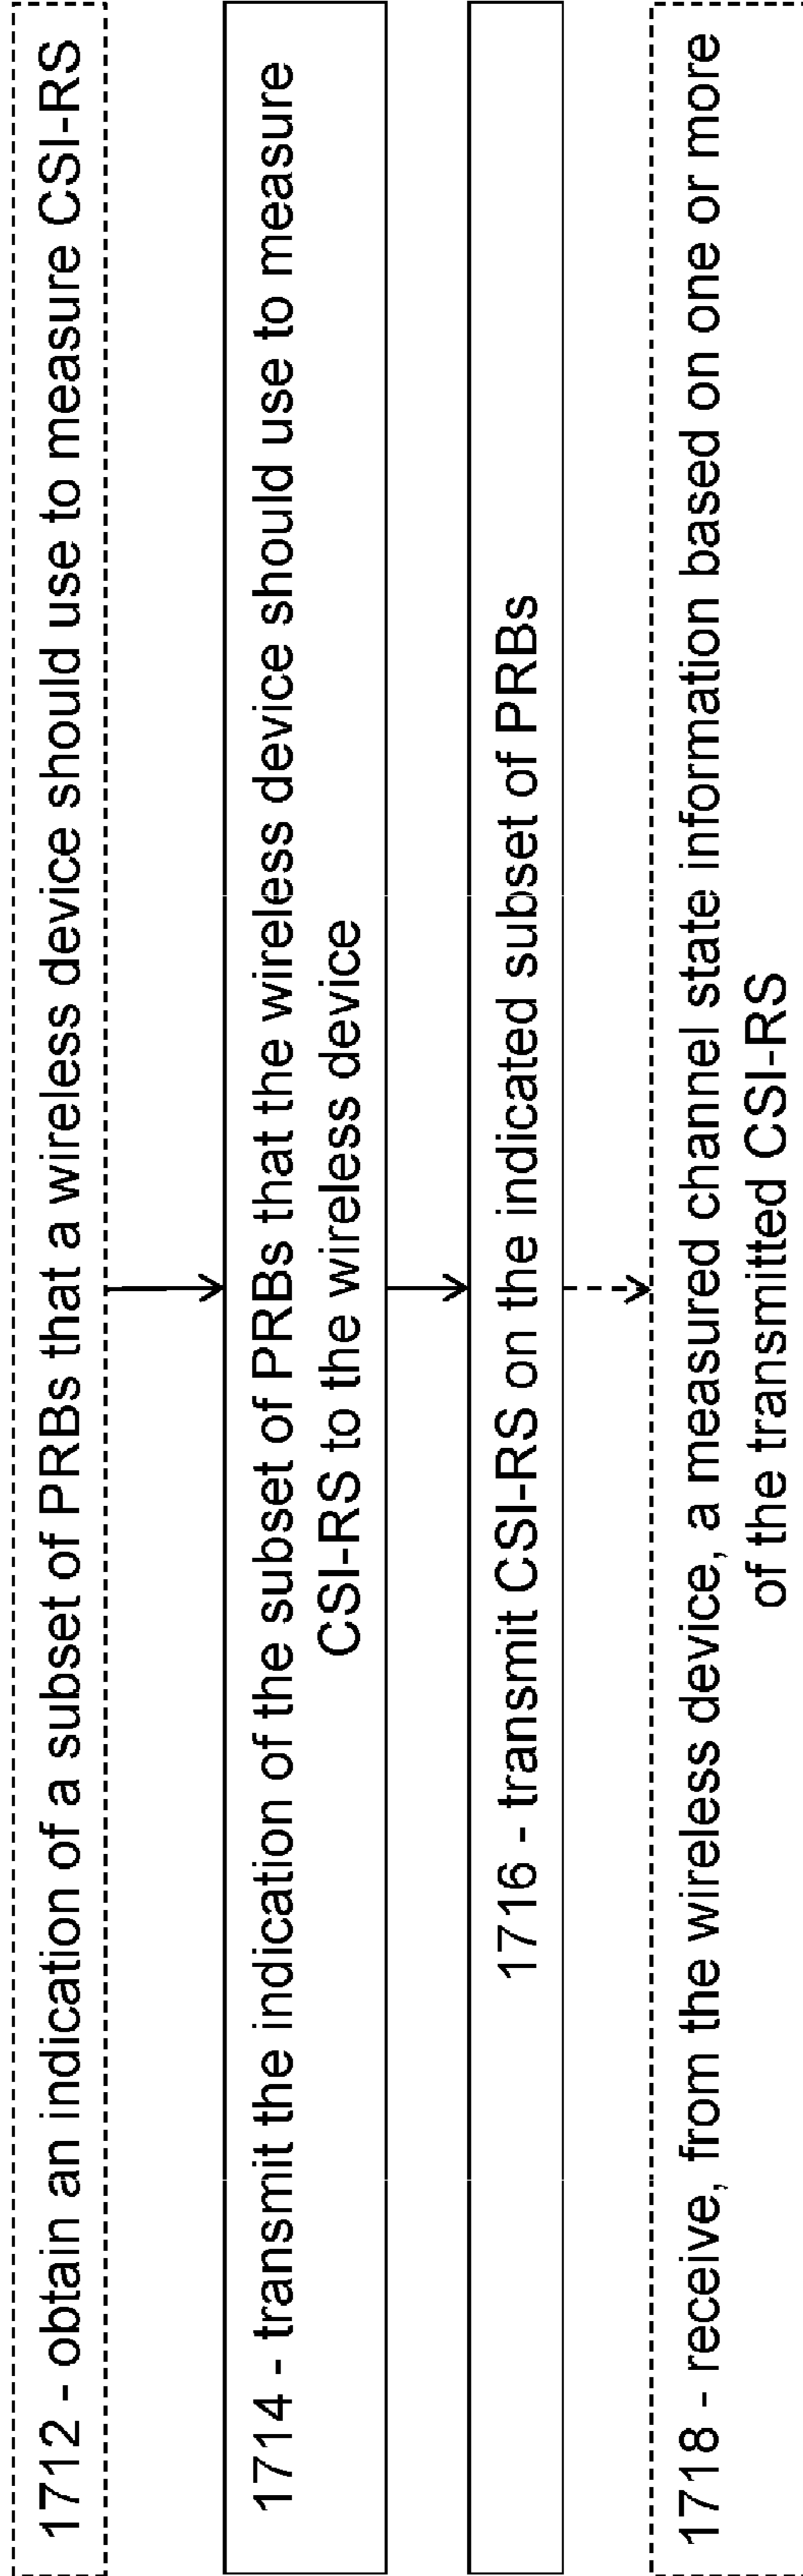 1712 - obtain an indication of a subset of PRBs that a wireless device should use to measure CSI-RS
1714 - transmit the indication of the subset of PRBs that the wireless device should use to measure
CSI-RS to the wireless device
1716 - transmit CSI-RS on the indicated subset of PRBs
1718 - receive, from the wireless device, a measured channel state information based on one or more
of the transmitted CSI-RS